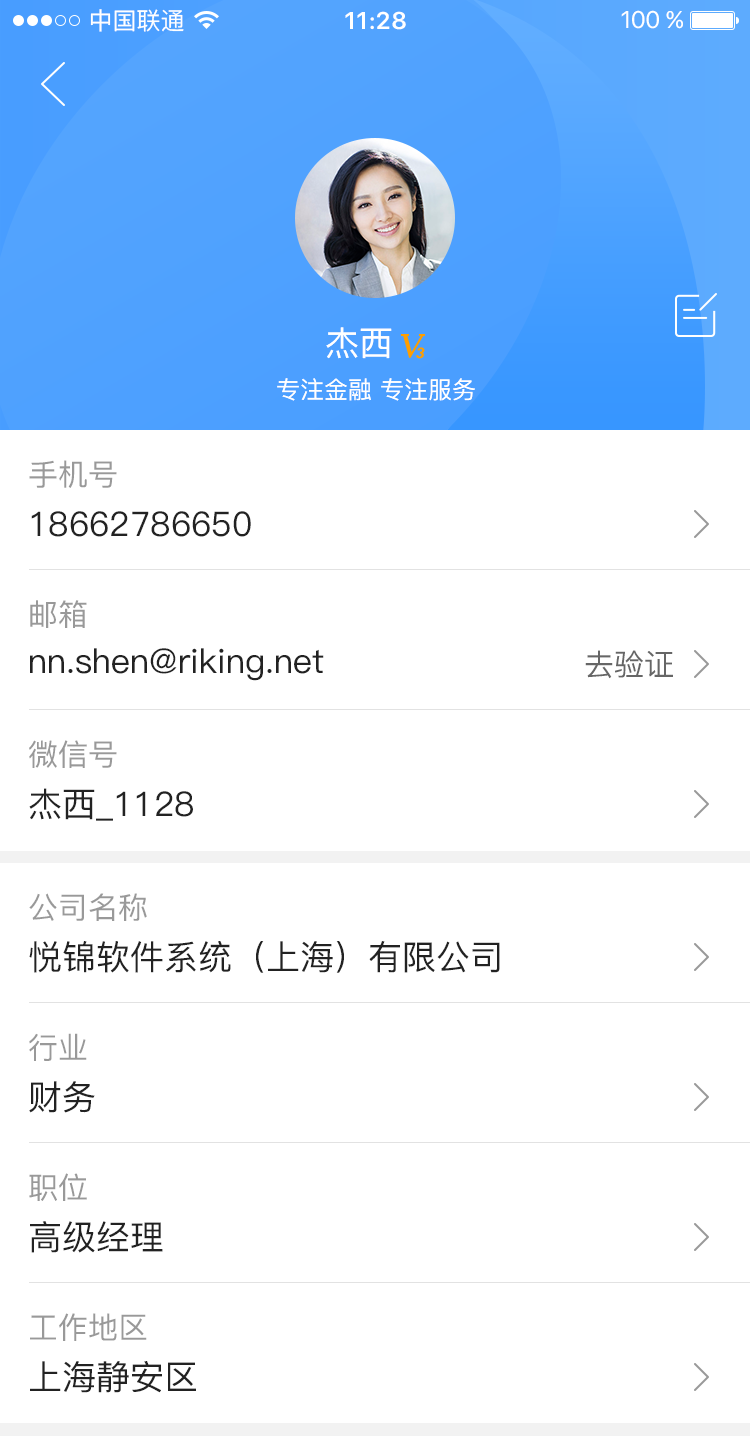 中国联通 11:28 100 %
杰西 V3
专注金融 专注服务
手机号
18662786650
邮箱
nn.shen@riking.net 去验证
微信号
杰西_1128
公司名称
悦锦软件系统（上海）有限公司
行业
财务
职位
高级经理
工作地区
上海静安区